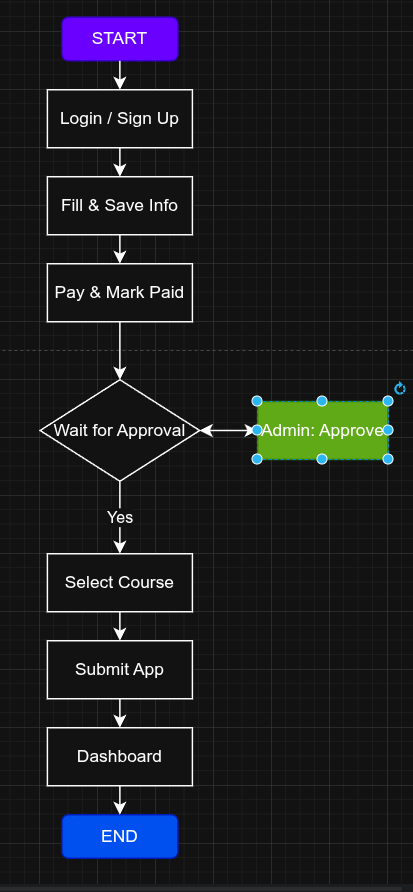 START
Login / Sign Up
Fill & Save Info
Pay & Mark Paid
Wait for Approval
Admin: Approve
Yes
Select Course
Submit App
Dashboard
END